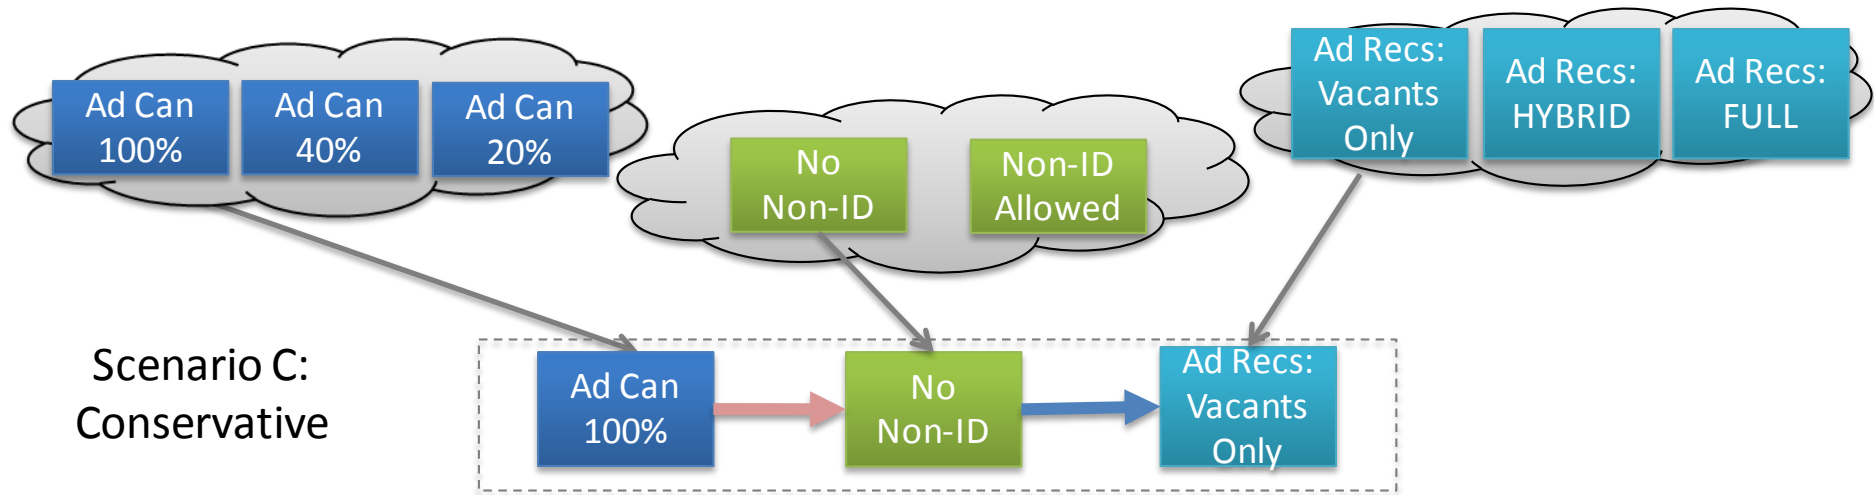 Ad Can
100%
Ad Can
40%
Ad Can
20%
No
Non-ID
Non-ID
Allowed
Ad Recs:
Vacants
Only
Ad Recs:
HYBRID
Ad Recs:
FULL
Scenario C:
Conservative
Ad Can
100%
No
Non-ID
Ad Recs:
Vacants
Only